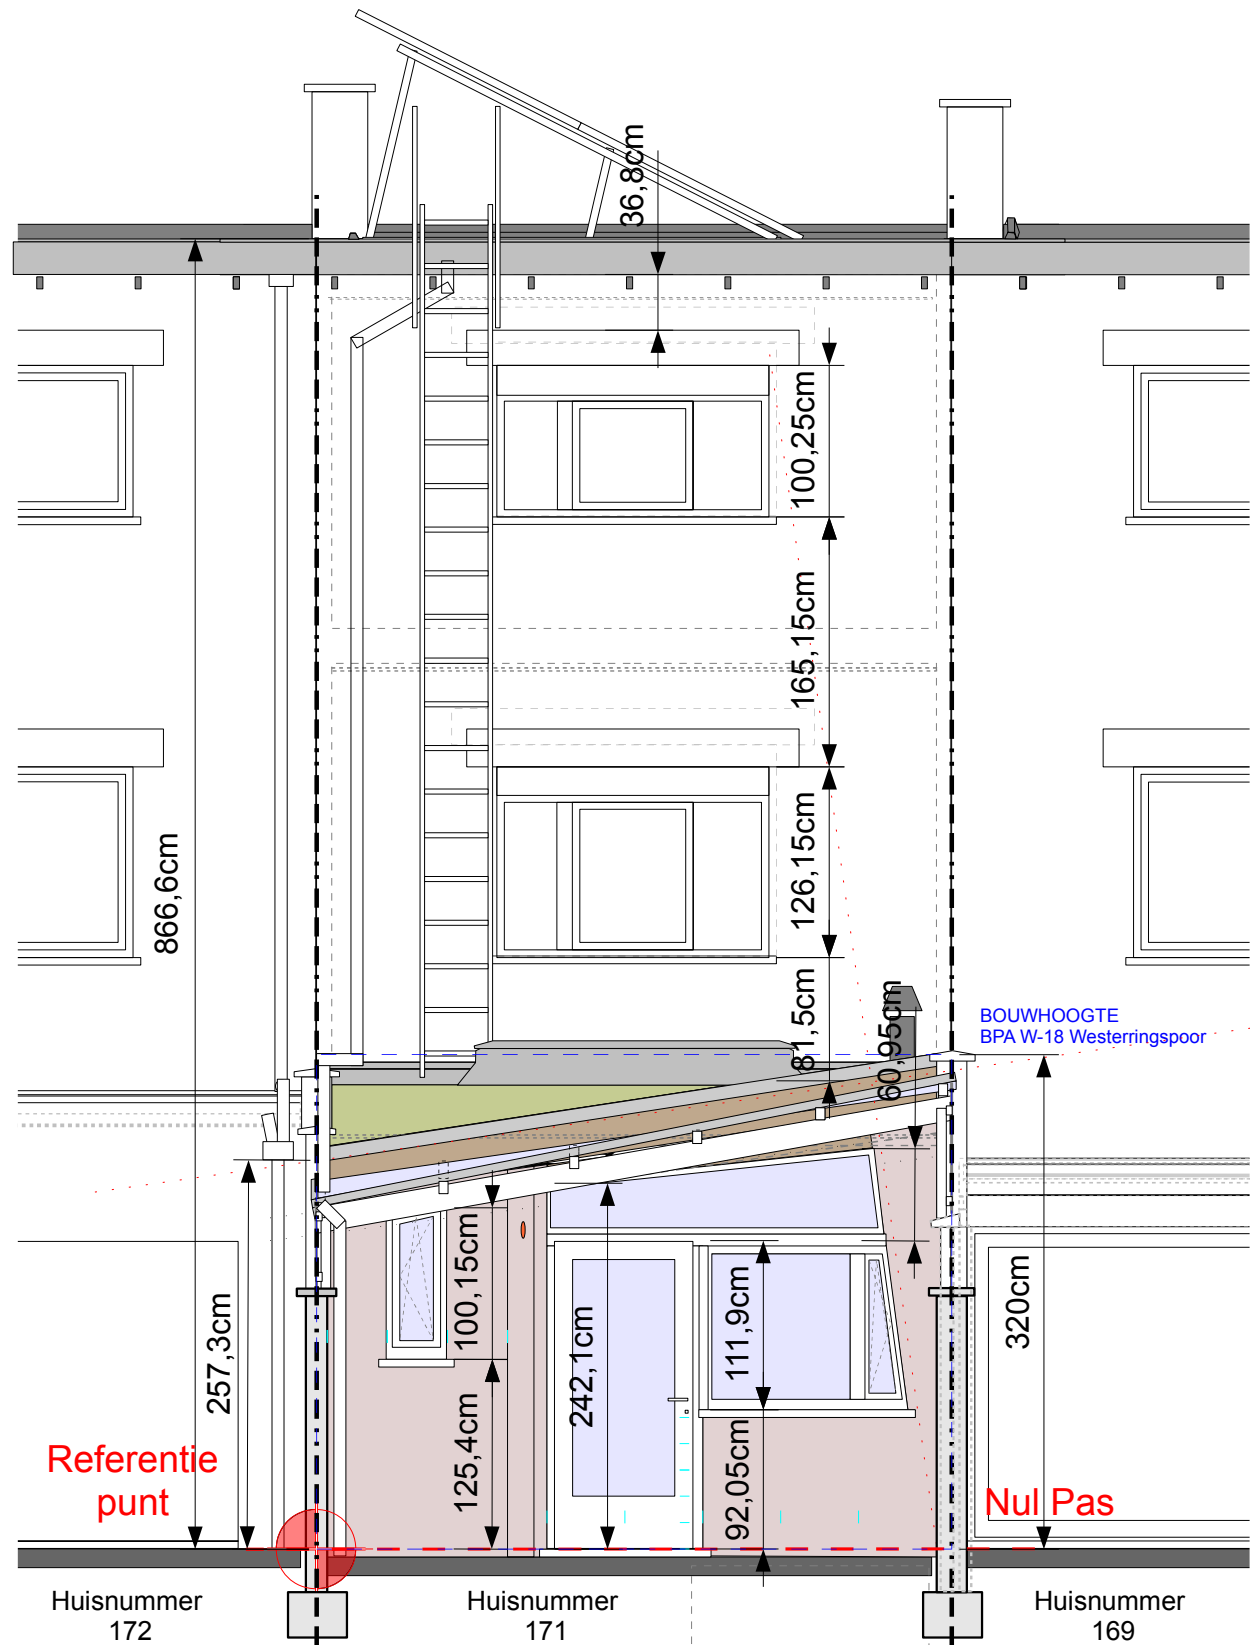 36,8cm
100,25cm
165,15cm
866,6cm
126,15cm
81,5cm
60,95cm
BOUWHOOGTE
BPA W-18 Westerringspoor
257,3cm
100,15cm
242,1cm
111,9cm
320cm
125,4cm
92,05cm
Referentie
punt
Nul Pas
Huisnummer
172
Huisnummer
171
Huisnummer
169